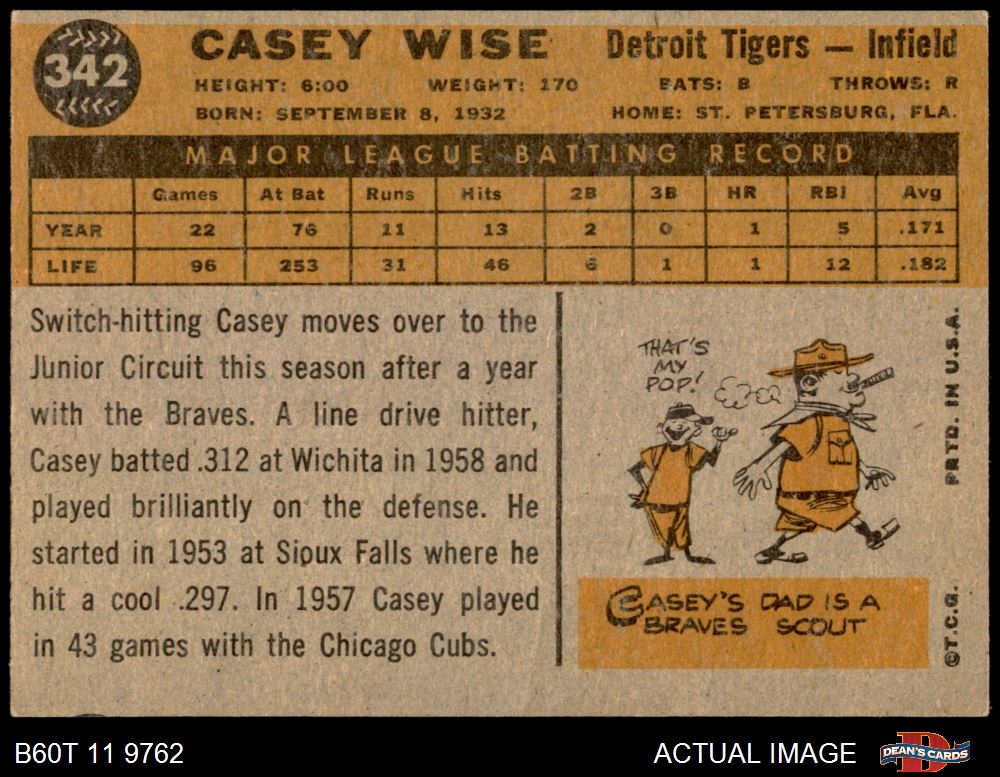 342
CASEY WISE Detroit Tigers — Infield
HEIGHT: 6:00 WEIGHT: 170 BATS: B THROWS: R
BORN: SEPTEMBER 8, 1932 HOME: ST. PETERSBURG, FLA.
MAJOR LEAGUE BATTING RECORD
Games At Bat Runs Hits 2B 3B HR RBI Avg
YEAR 22 76 11 13 2 0 1 5 .171
LIFE 96 253 31 46 6 1 1 12 .182
Switch-hitting Casey moves over to the
Junior Circuit this season after a year
with the Braves. A line drive hitter,
Casey batted .312 at Wichita in 1958 and
played brilliantly on the defense. He
started in 1953 at Sioux Falls where he
hit a cool .297. In 1957 Casey played
in 43 games with the Chicago Cubs.
THAT'S
MY
POP!
CASEY'S DAD IS A
BRAVES SCOUT
©T.C.G. PRTD. IN U.S.A.
B60T 11 9762 ACTUAL IMAGE DEAN'S CARDS